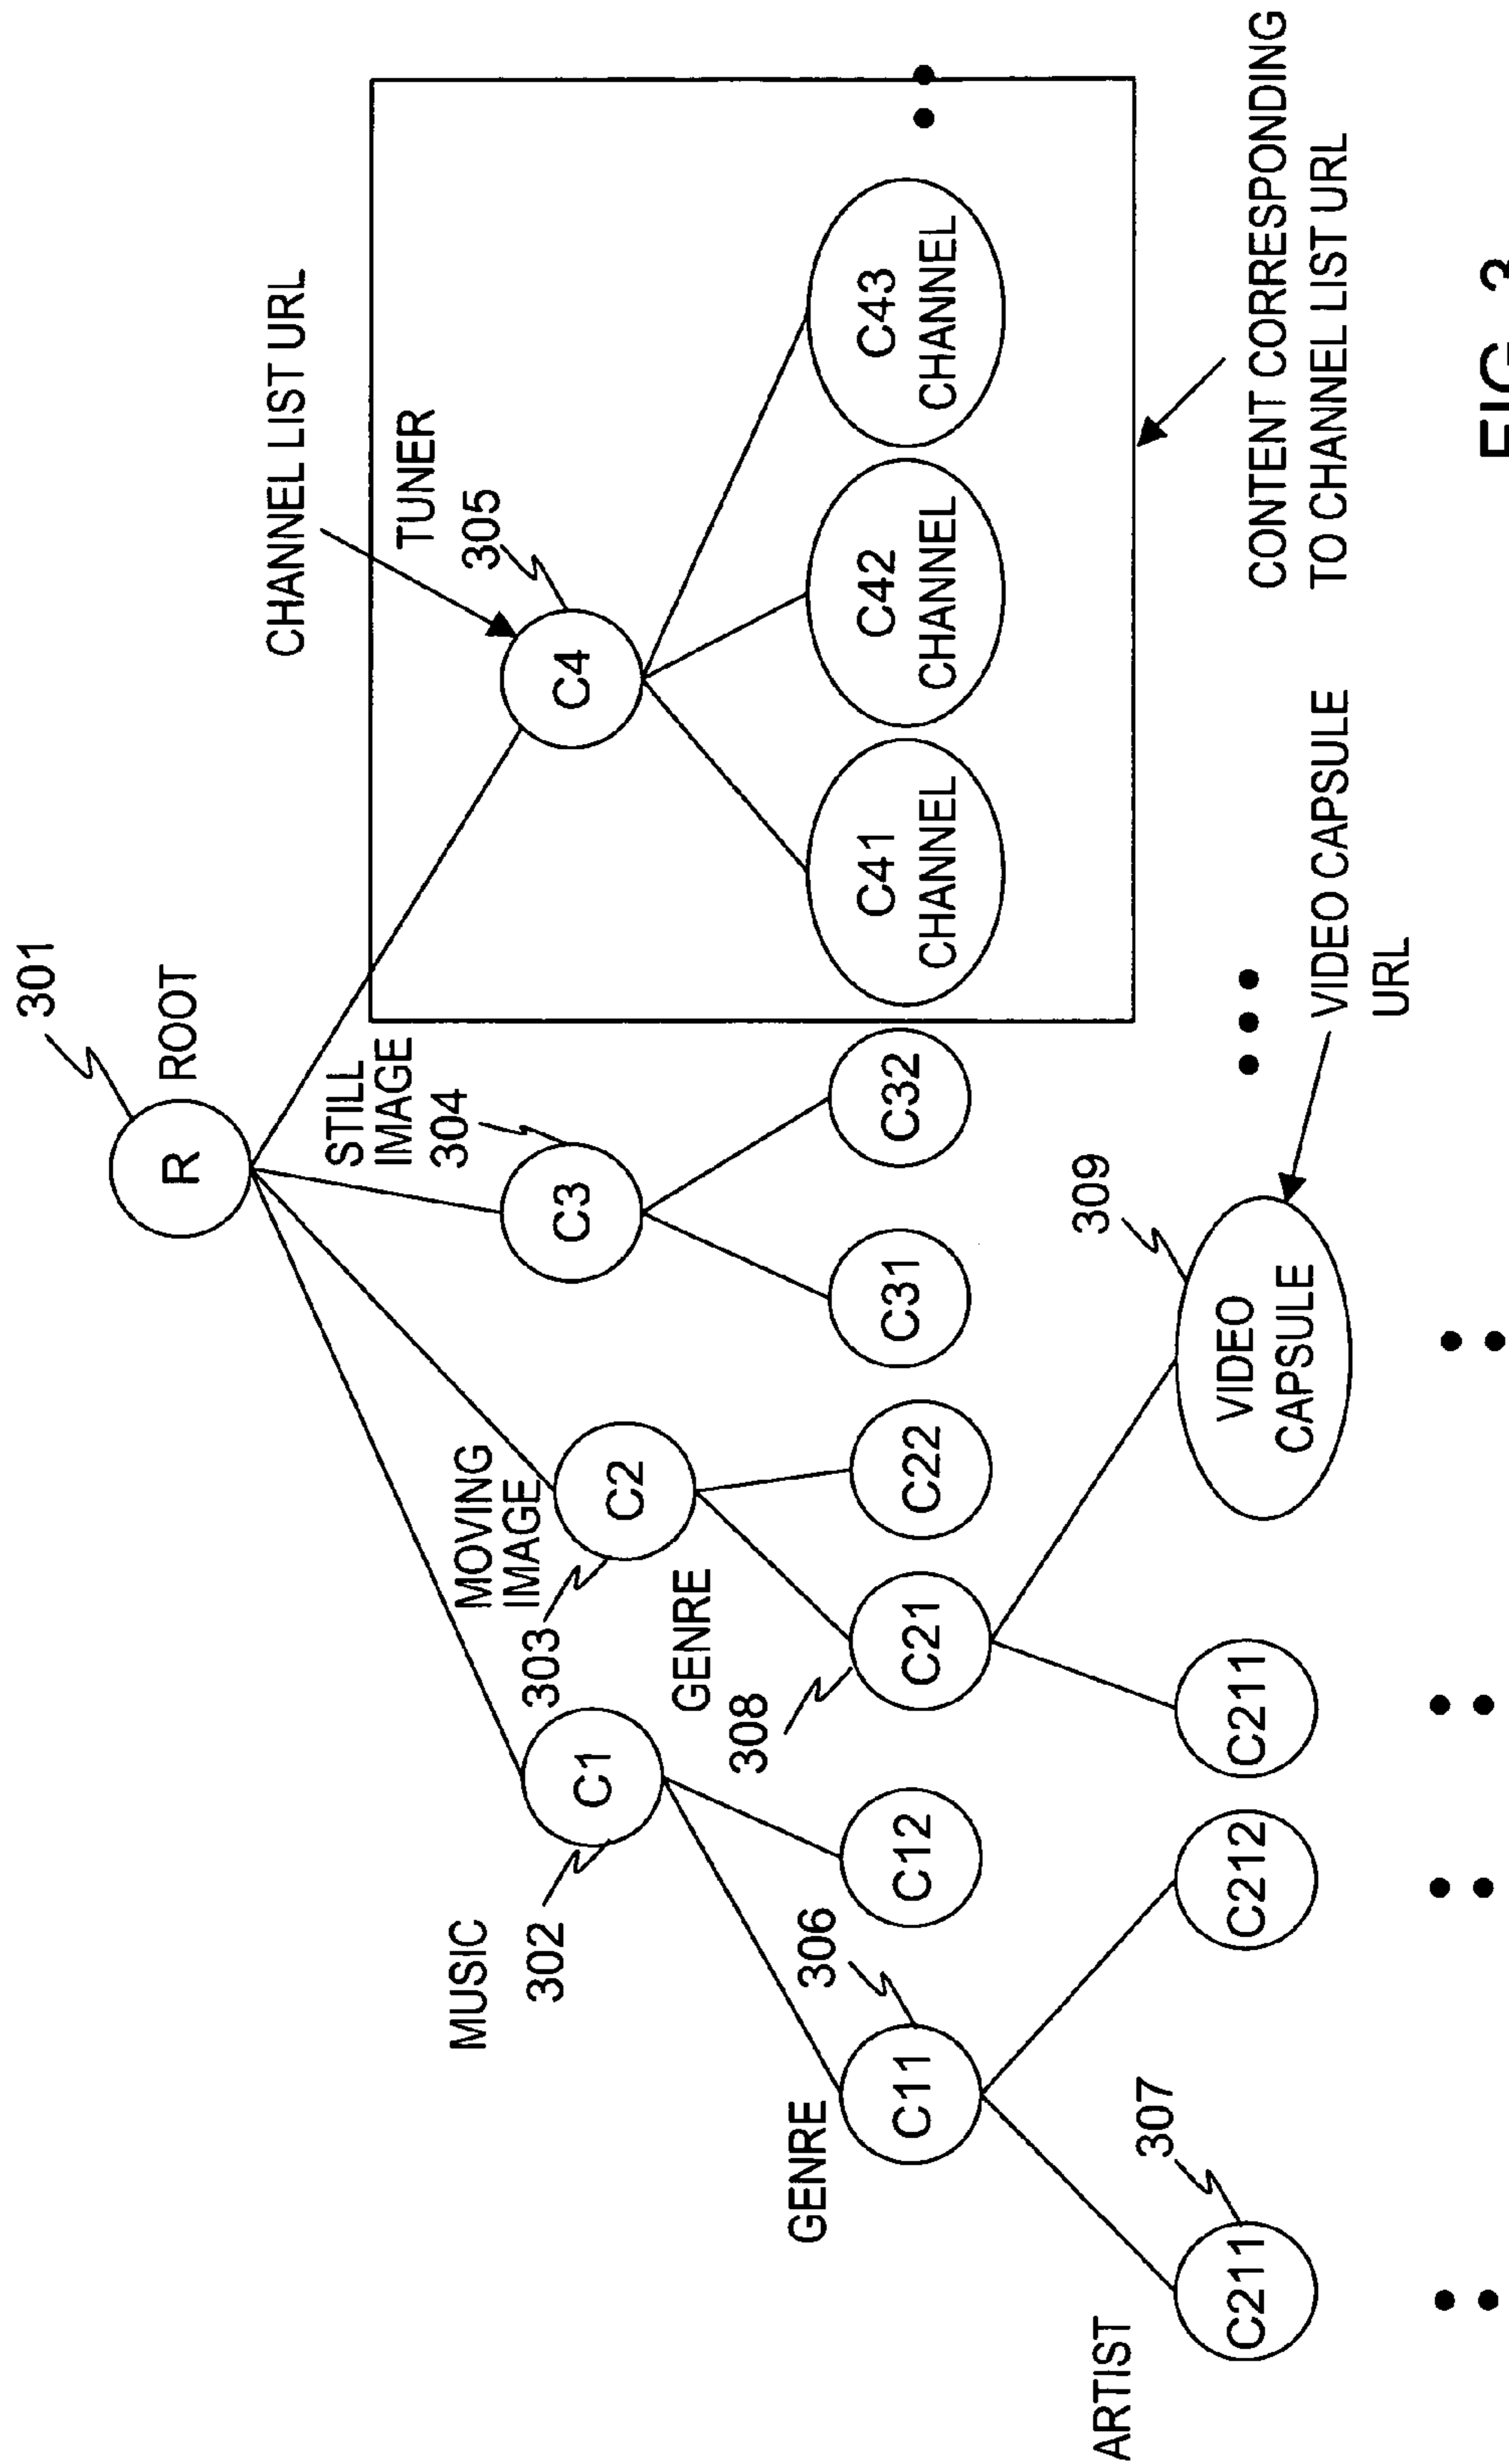 301
R
ROOT
CHANNEL LIST URL
STILL
IMAGE
304
TUNER
305
MUSIC
302
C1
MOVING
IMAGE
303
C2
C3
C4
GENRE
306
C11
C12
GENRE
308
C21
C22
C31
C32
C41
CHANNEL
C42
CHANNEL
C43
CHANNEL
ARTIST
307
C211
C212
C211
309
VIDEO
CAPSULE
VIDEO CAPSULE
URL
CONTENT CORRESPONDING
TO CHANNEL LIST URL
FIG. 3